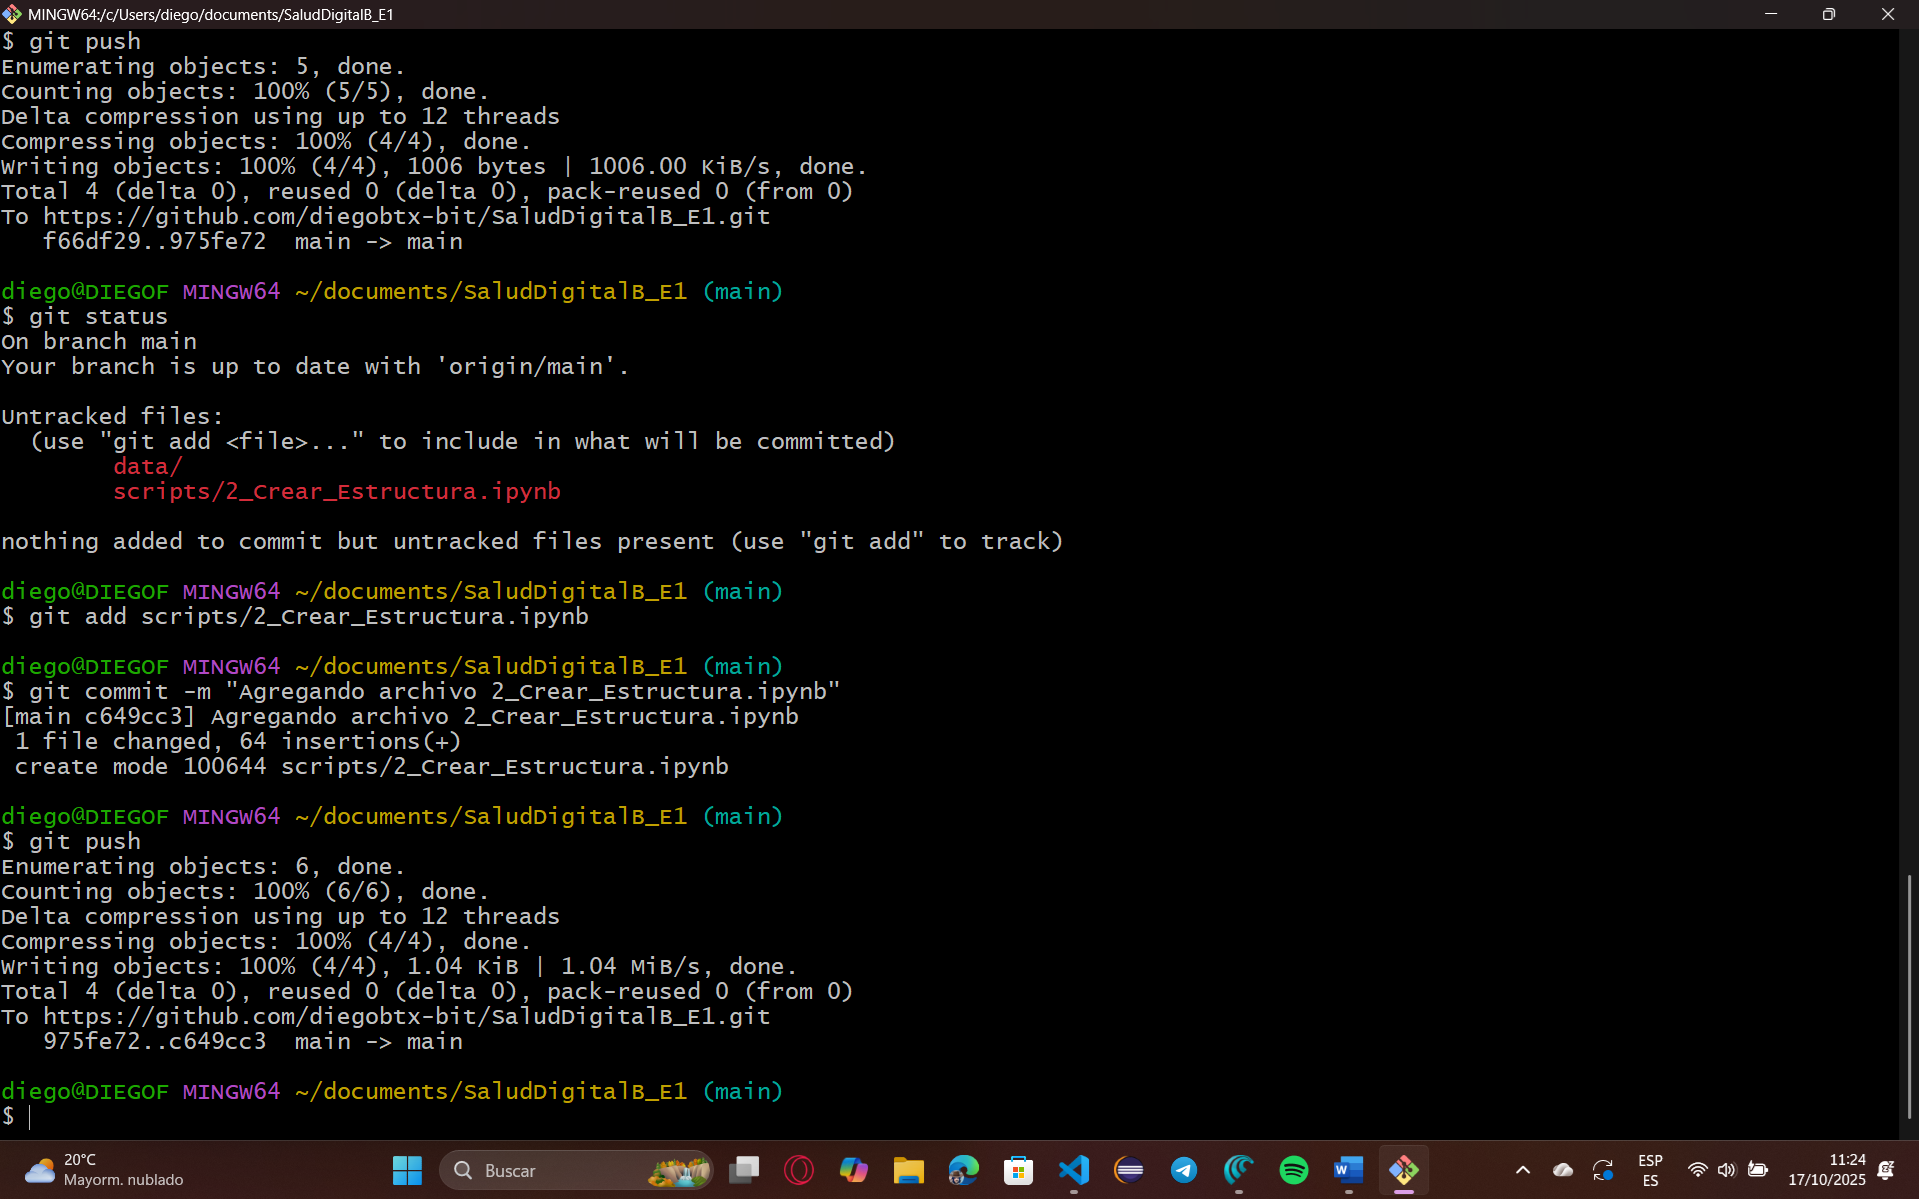 MINGW64:/c/Users/diego/documents/SaludDigitalB_E1
$ git push
Enumerating objects: 5, done.
Counting objects: 100% (5/5), done.
Delta compression using up to 12 threads
Compressing objects: 100% (4/4), done.
Writing objects: 100% (4/4), 1006 bytes | 1006.00 KiB/s, done.
Total 4 (delta 0), reused 0 (delta 0), pack-reused 0 (from 0)
To https://github.com/diegobtx-bit/SaludDigitalB_E1.git
   f66df29..975fe72  main -> main

diego@DIEGOF MINGW64 ~/documents/SaludDigitalB_E1 (main)
$ git status
On branch main
Your branch is up to date with 'origin/main'.

Untracked files:
  (use "git add <file>..." to include in what will be committed)
        data/
        scripts/2_Crear_Estructura.ipynb

nothing added to commit but untracked files present (use "git add" to track)

diego@DIEGOF MINGW64 ~/documents/SaludDigitalB_E1 (main)
$ git add scripts/2_Crear_Estructura.ipynb

diego@DIEGOF MINGW64 ~/documents/SaludDigitalB_E1 (main)
$ git commit -m "Agregando archivo 2_Crear_Estructura.ipynb"
[main c649cc3] Agregando archivo 2_Crear_Estructura.ipynb
 1 file changed, 64 insertions(+)
 create mode 100644 scripts/2_Crear_Estructura.ipynb

diego@DIEGOF MINGW64 ~/documents/SaludDigitalB_E1 (main)
$ git push
Enumerating objects: 6, done.
Counting objects: 100% (6/6), done.
Delta compression using up to 12 threads
Compressing objects: 100% (4/4), done.
Writing objects: 100% (4/4), 1.04 KiB | 1.04 MiB/s, done.
Total 4 (delta 0), reused 0 (delta 0), pack-reused 0 (from 0)
To https://github.com/diegobtx-bit/SaludDigitalB_E1.git
   975fe72..c649cc3  main -> main

diego@DIEGOF MINGW64 ~/documents/SaludDigitalB_E1 (main)
$
20°C
Mayorm. nublado
Buscar
ESP
ES
11:24
17/10/2025